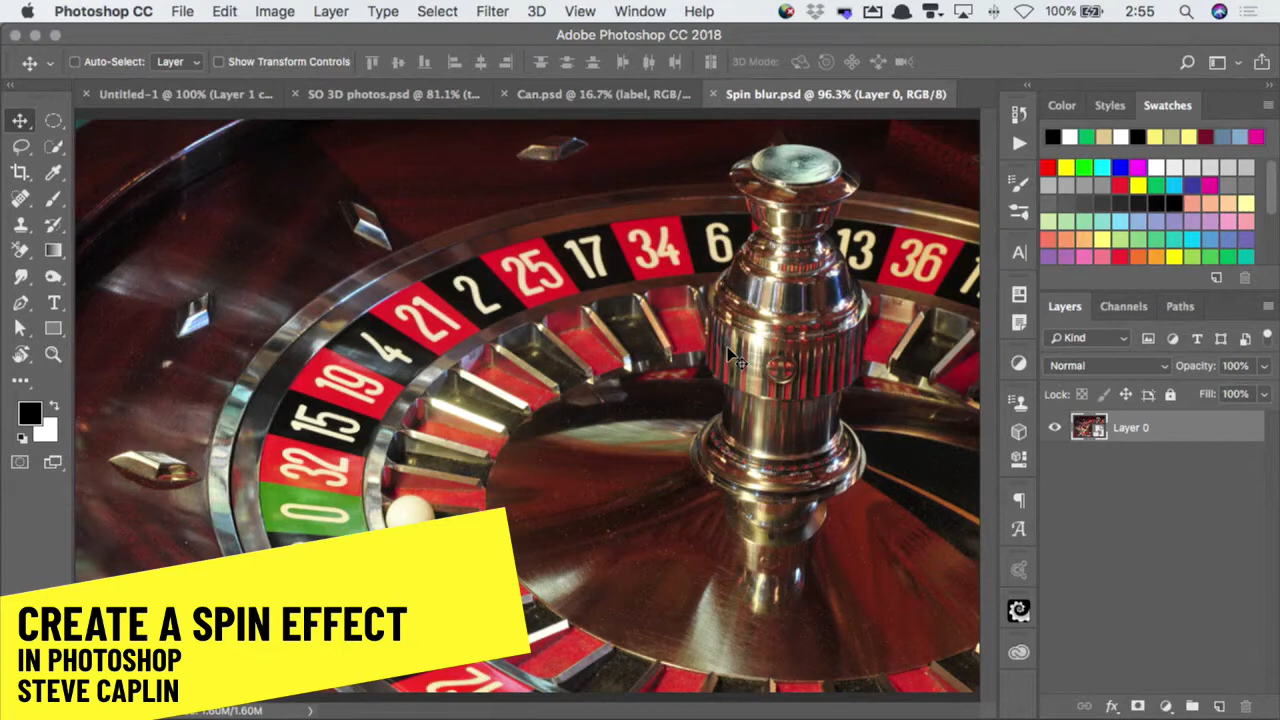 Photoshop CC File Edit Image Layer Type Select Filter 3D View Window Help 100% 2:55
Adobe Photoshop CC 2018
Auto-Select: Layer Show Transform Controls 3D Mode:
× Untitled-1 @ 100% (Layer 1 c... × SO 3D photos.psd @ 81.1% (t... × Can.psd @ 16.7% (label, RGB/... × Spin blur.psd @ 96.3% (Layer 0, RGB/8)
Color Styles Swatches
Layers Channels Paths
Kind
Normal Opacity: 100%
Lock: Fill: 100%
Layer 0
0
32
15
19
4
21
2
25
17
34
6
13
36
CREATE A SPIN EFFECT
IN PHOTOSHOP
STEVE CAPLIN
1.60M/1.60M